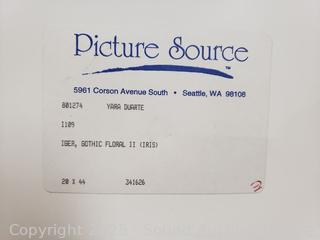 Picture Source
™
5961 Corson Avenue South • Seattle, WA 98108
801274 YARA DUARTE
I109
IGER, GOTHIC FLORAL II (IRIS)
20 X 44 341626